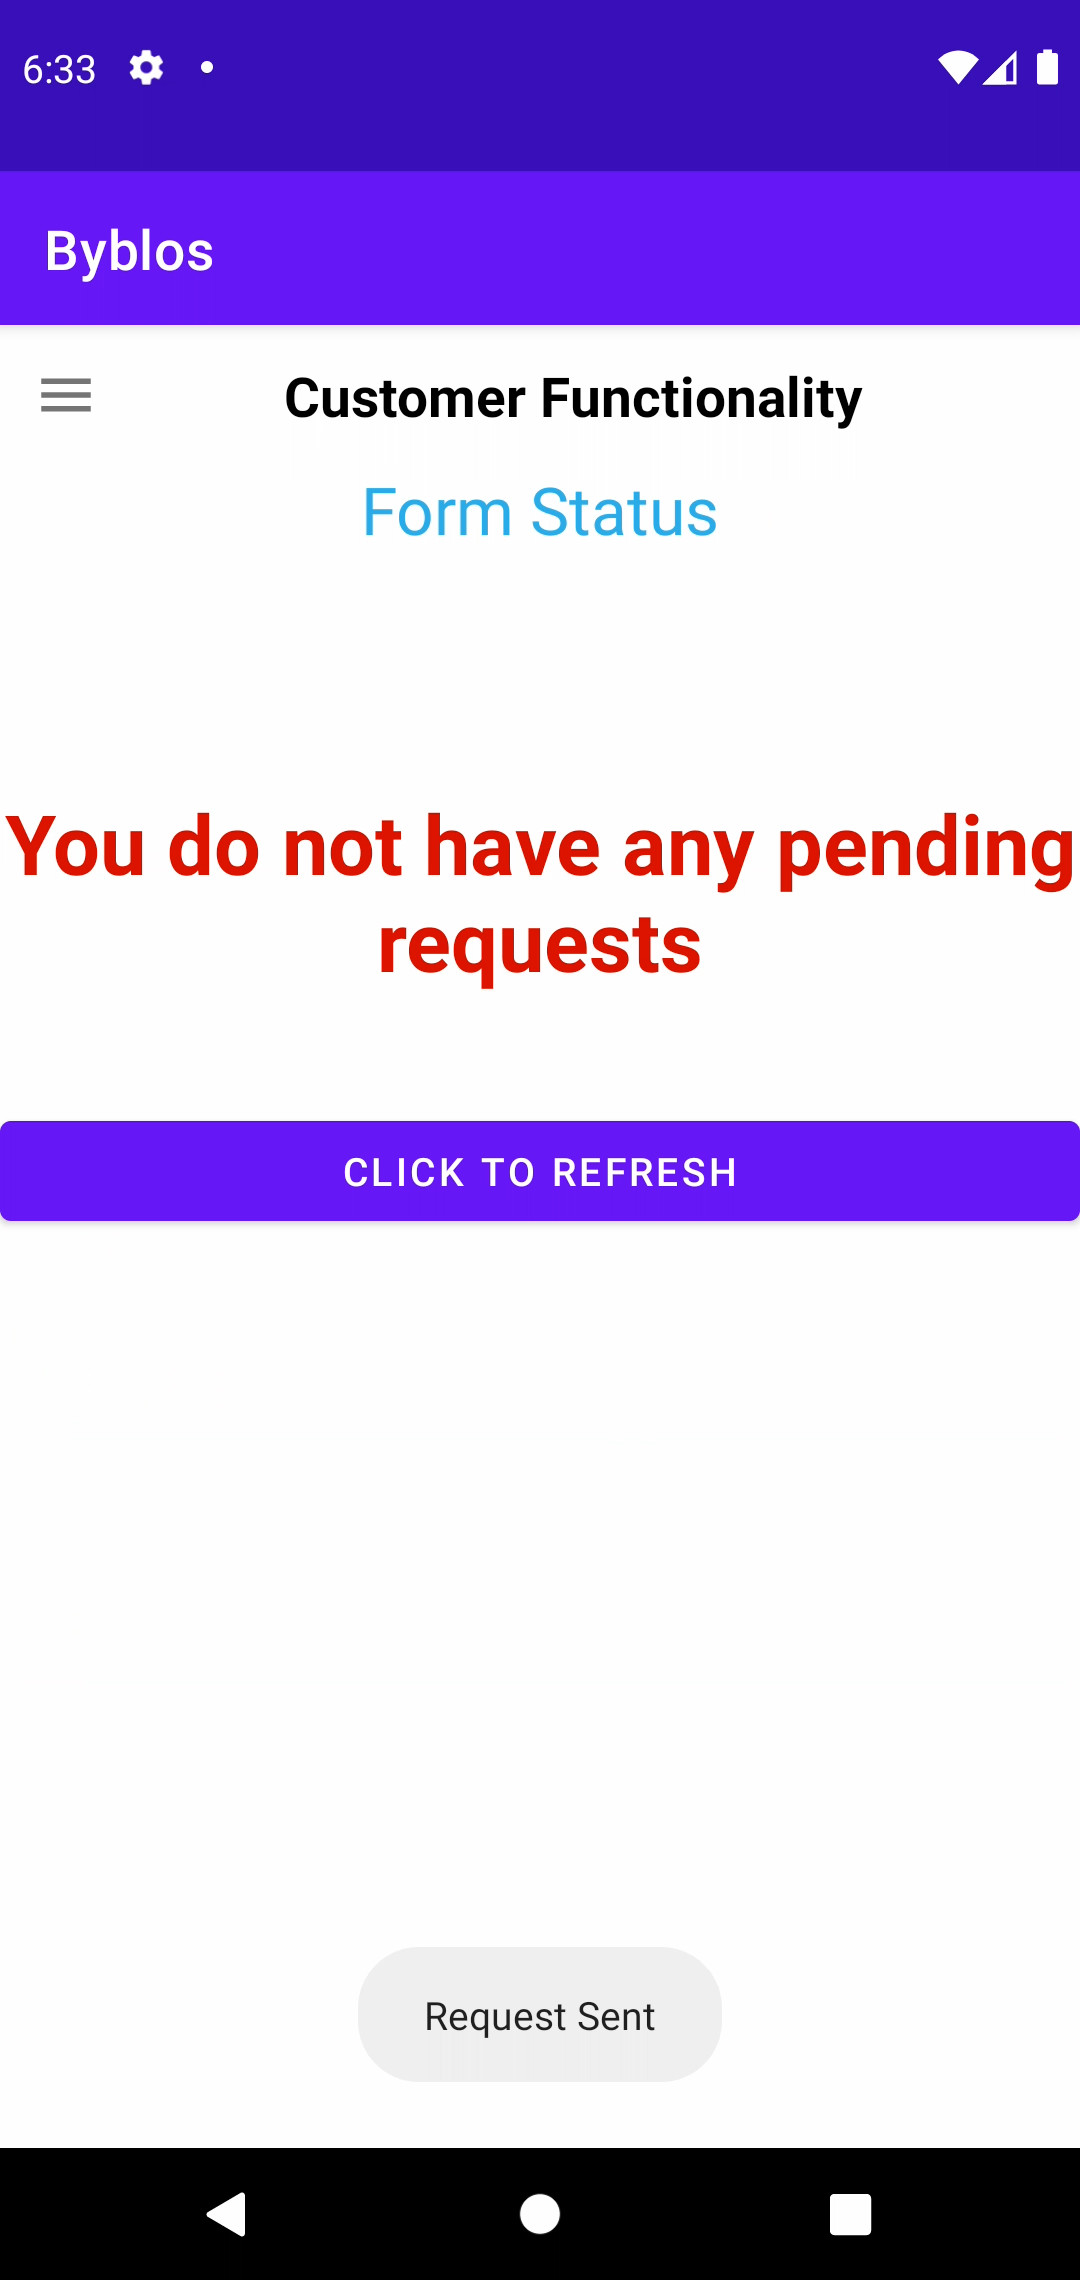 6:33
Byblos
Customer Functionality
Form Status
You do not have any pending
requests
CLICK TO REFRESH
Request Sent